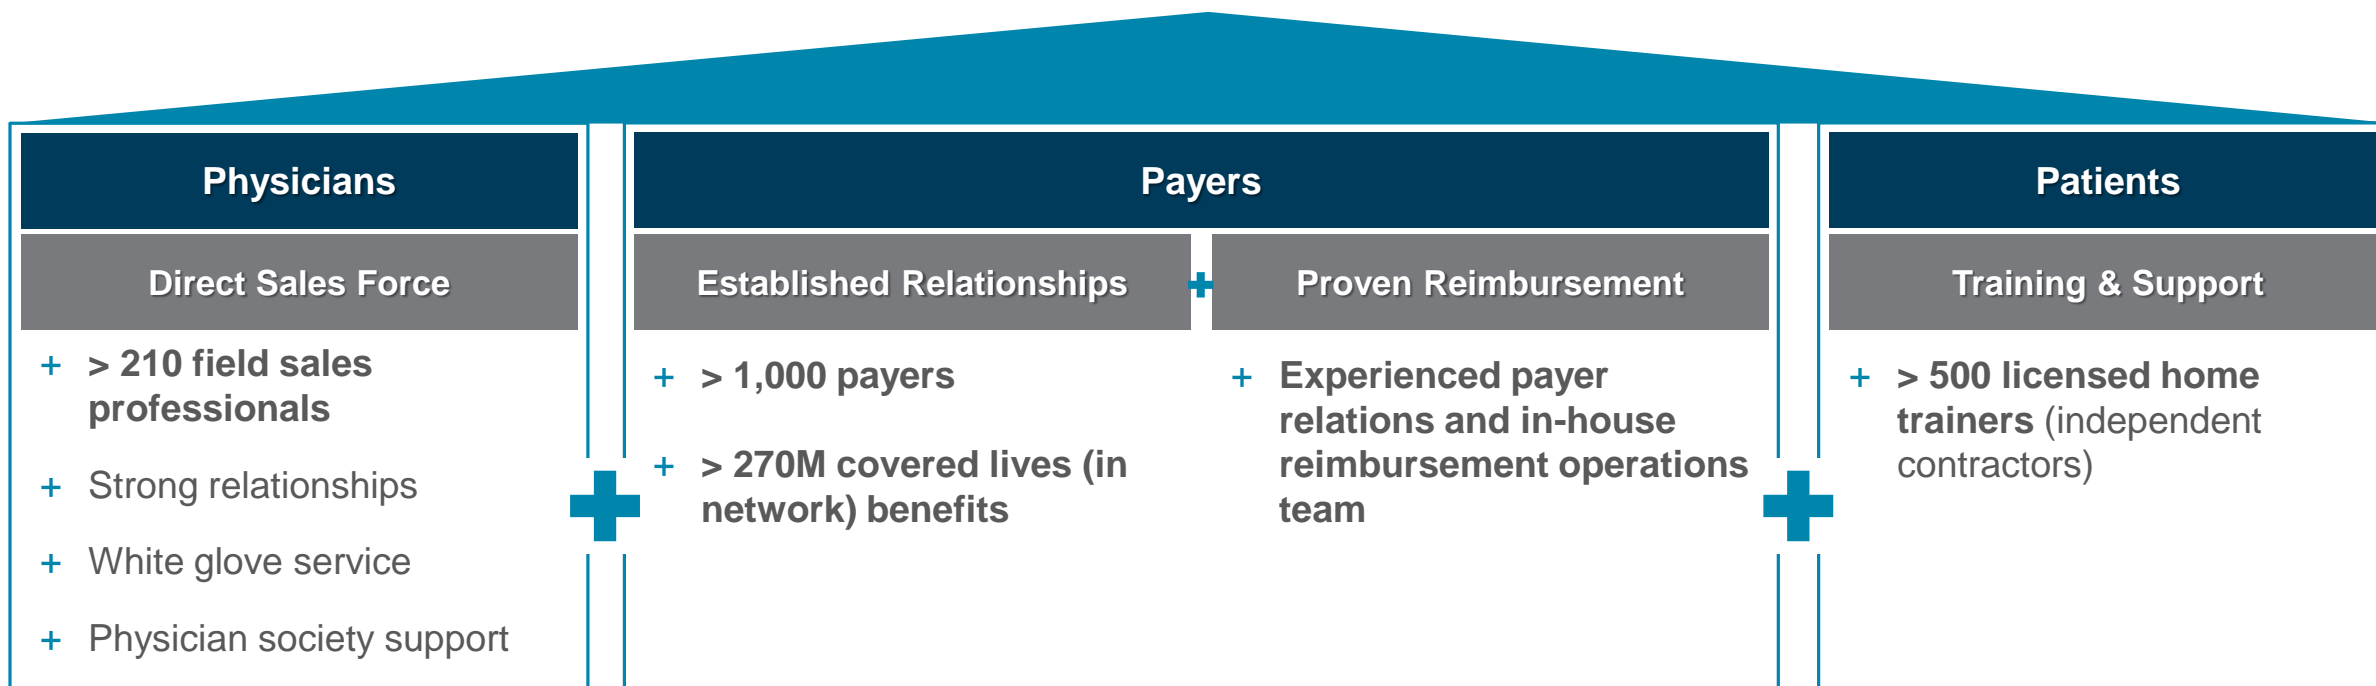 Physicians
Direct Sales Force
+ > 210 field sales
professionals
+ Strong relationships
+ White glove service
+ Physician society support
Payers
Established Relationships
+ > 1,000 payers
+ > 270M covered lives (in
network) benefits
Proven Reimbursement
+ Experienced payer
relations and in-house
reimbursement operations
team
Patients
Training & Support
+ > 500 licensed home
trainers (independent
contractors)